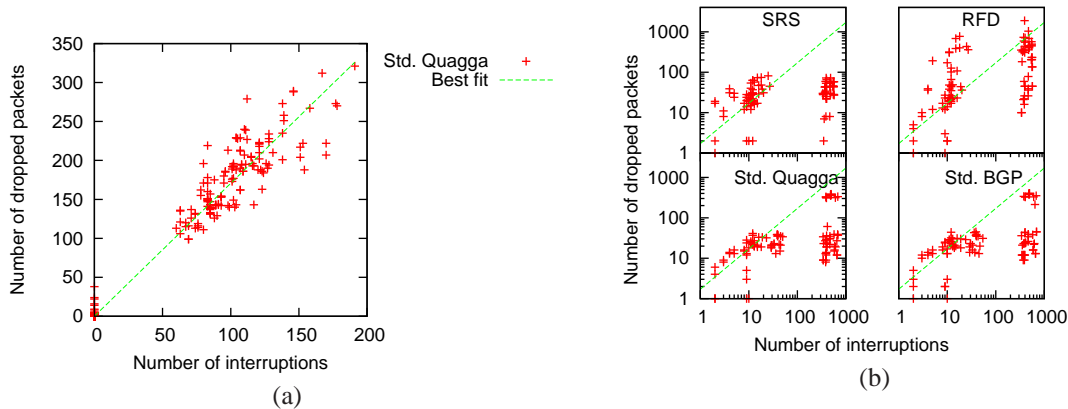 350
300
250
200
150
100
50
0
0 50 100 150 200
Number of dropped packets
Number of interruptions
Std. Quagga
Best fit
(a)
SRS
RFD
1000
100
10
1
Std. Quagga
Std. BGP
1000
100
10
1
1 10 100 1000
1 10 100 1000
Number of dropped packets
Number of interruptions
(b)